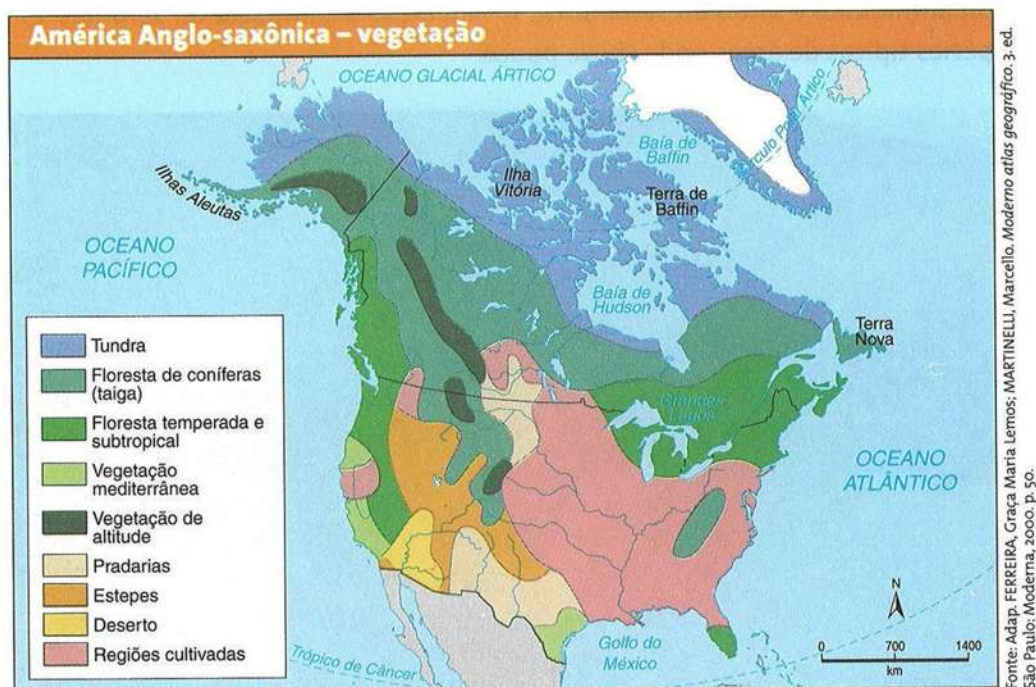 América Anglo-saxônica – vegetação
OCEANO GLACIAL ÁRTICO
Círculo Polar Ártico
Baía de
Baffin
Ilha
Vitória
Terra de
Baffin
Ilhas Aleutas
OCEANO
PACÍFICO
Baía de
Hudson
Terra
Nova
Grandes
Lagos
OCEANO
ATLÂNTICO
Tundra
Floresta de coníferas
(taiga)
Floresta temperada e
subtropical
Vegetação
mediterrânea
Vegetação de
altitude
Pradarias
Estepes
Deserto
Regiões cultivadas
Trópico de Câncer
Golfo do
México
N
0 700 1400
km
Fonte: Adap. FERREIRA, Graça Maria Lemos; MARTINELLI, Marcello. Moderno atlas geográfico. 3. ed.
São Paulo: Moderna, 2000. p. 50.